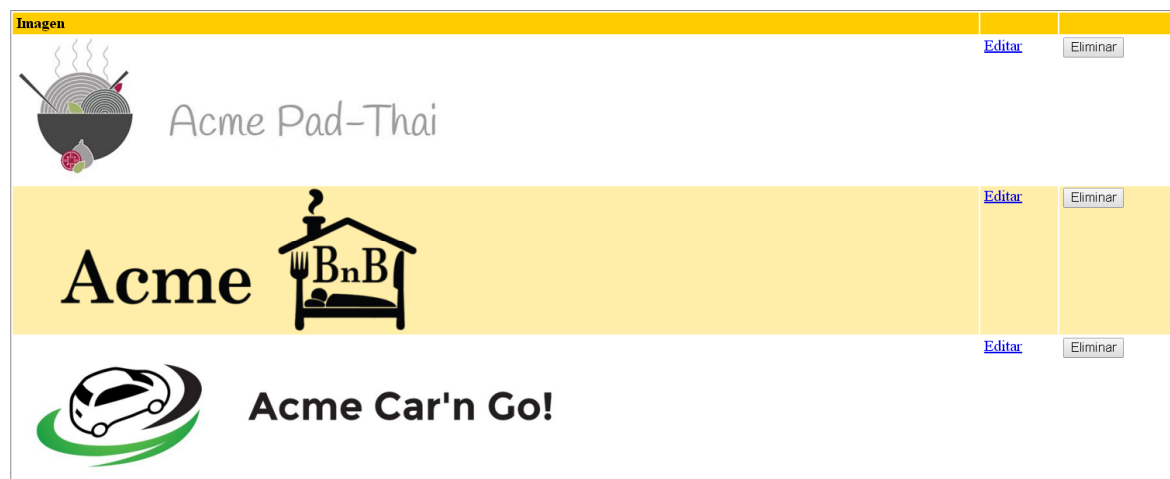 Imagen
Editar Eliminar
Acme Pad-Thai
Editar Eliminar
Acme BnB
Editar Eliminar
Acme Car'n Go!